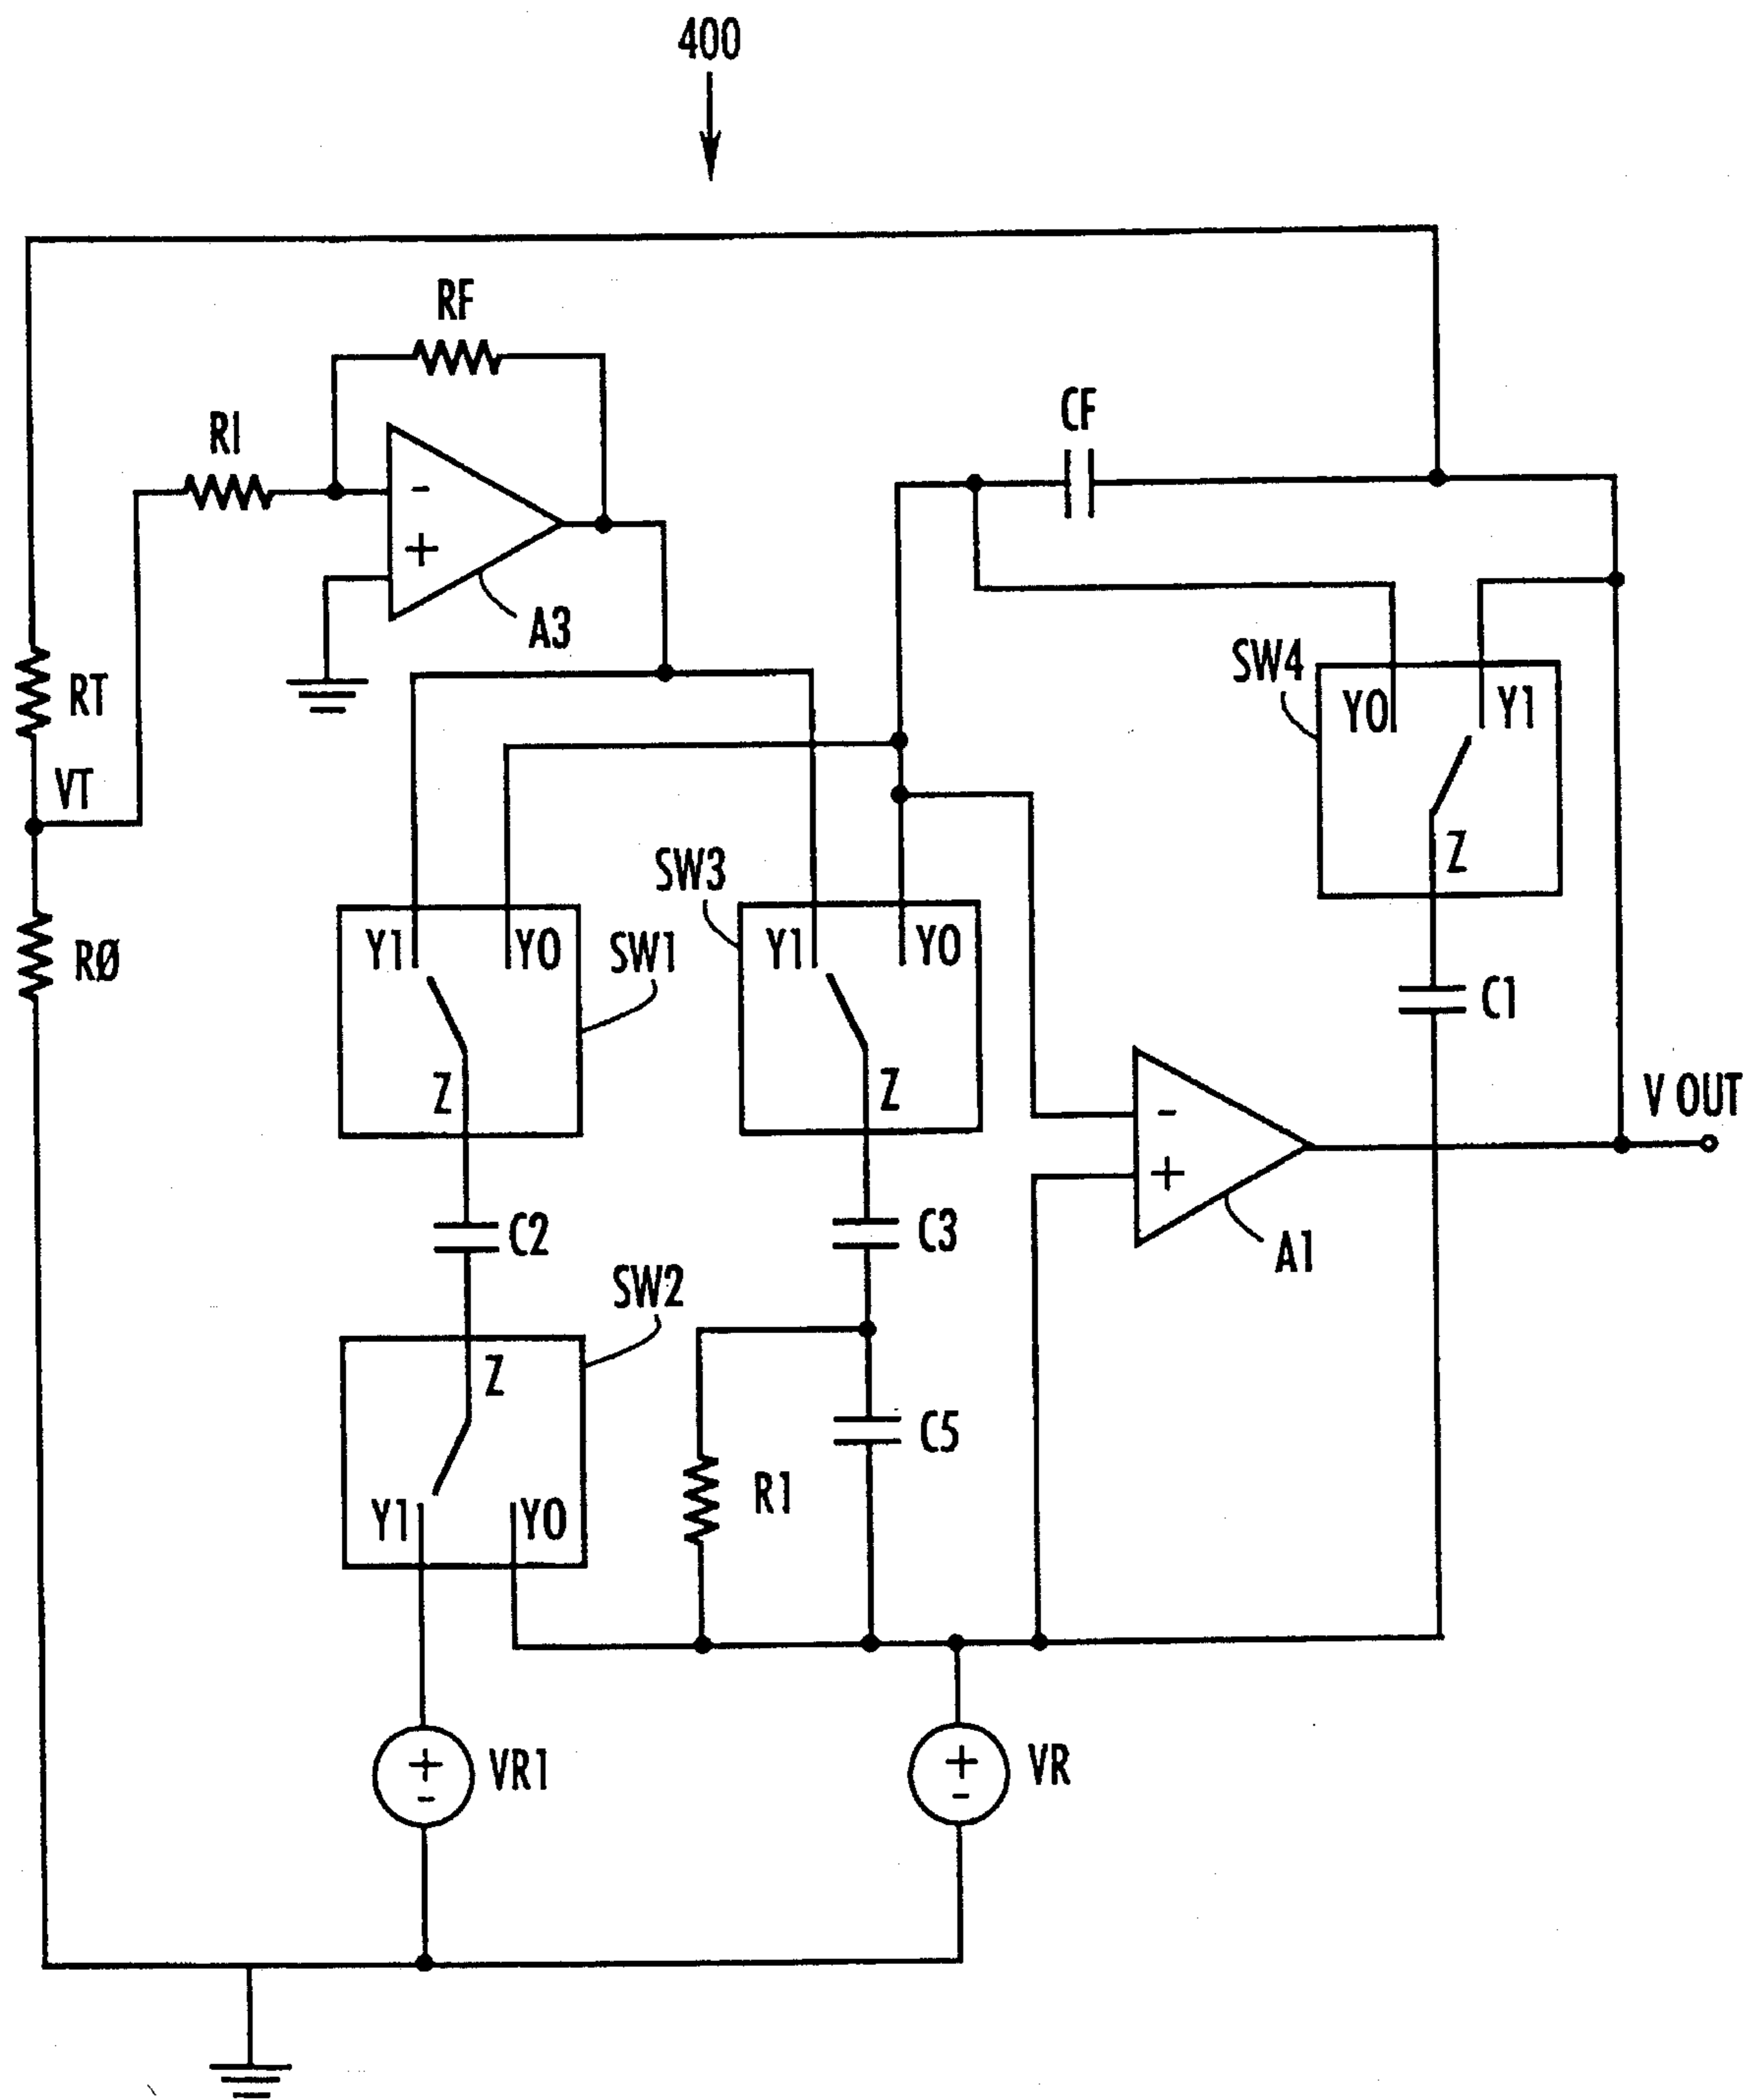 400
RF
RI
CF
-
+
A3
RT
SW4
Y0
Y1
VT
Z
SW3
RØ
Y1
Y0
SW1
Y1
Y0
C1
Z
Z
-
V OUT
+
C2
C3
A1
SW2
Z
C5
R1
Y1
Y0
+
-
VR1
+
-
VR